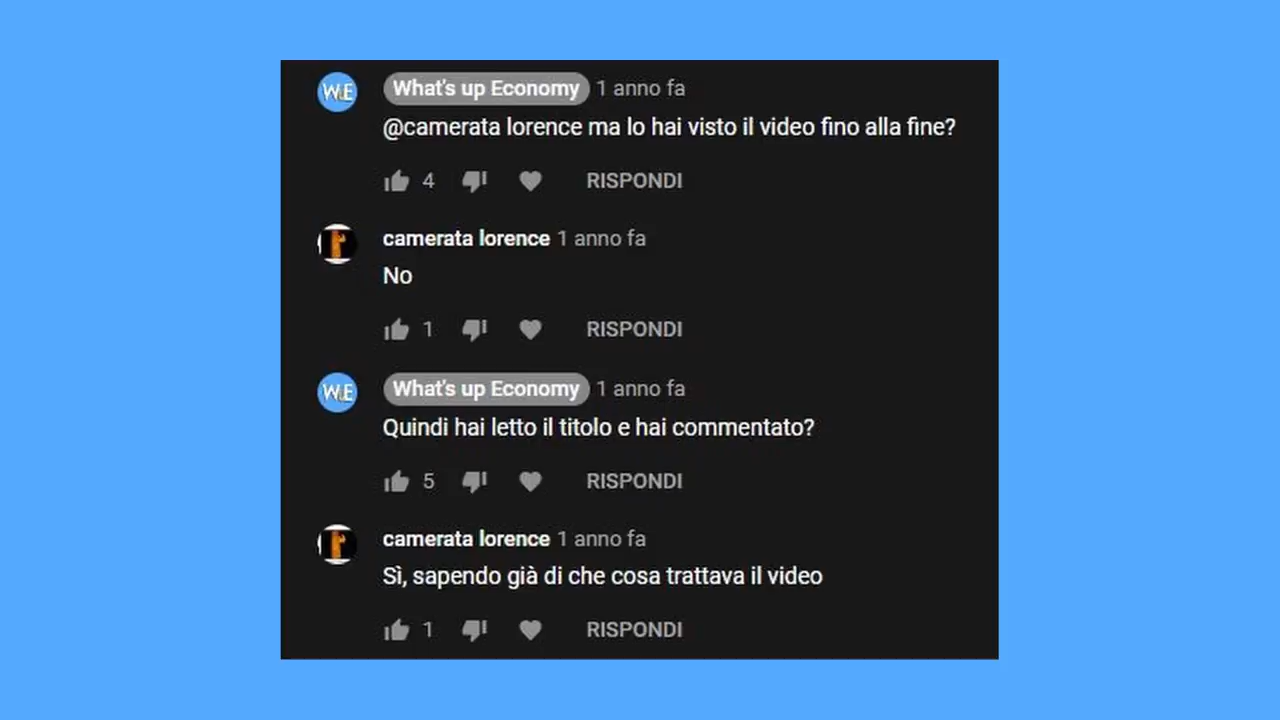 WE What's up Economy 1 anno fa
@camerata lorence ma lo hai visto il video fino alla fine?
4 RISPONDI
camerata lorence 1 anno fa
No
1 RISPONDI
WE What's up Economy 1 anno fa
Quindi hai letto il titolo e hai commentato?
5 RISPONDI
camerata lorence 1 anno fa
Sì, sapendo già di che cosa trattava il video
1 RISPONDI